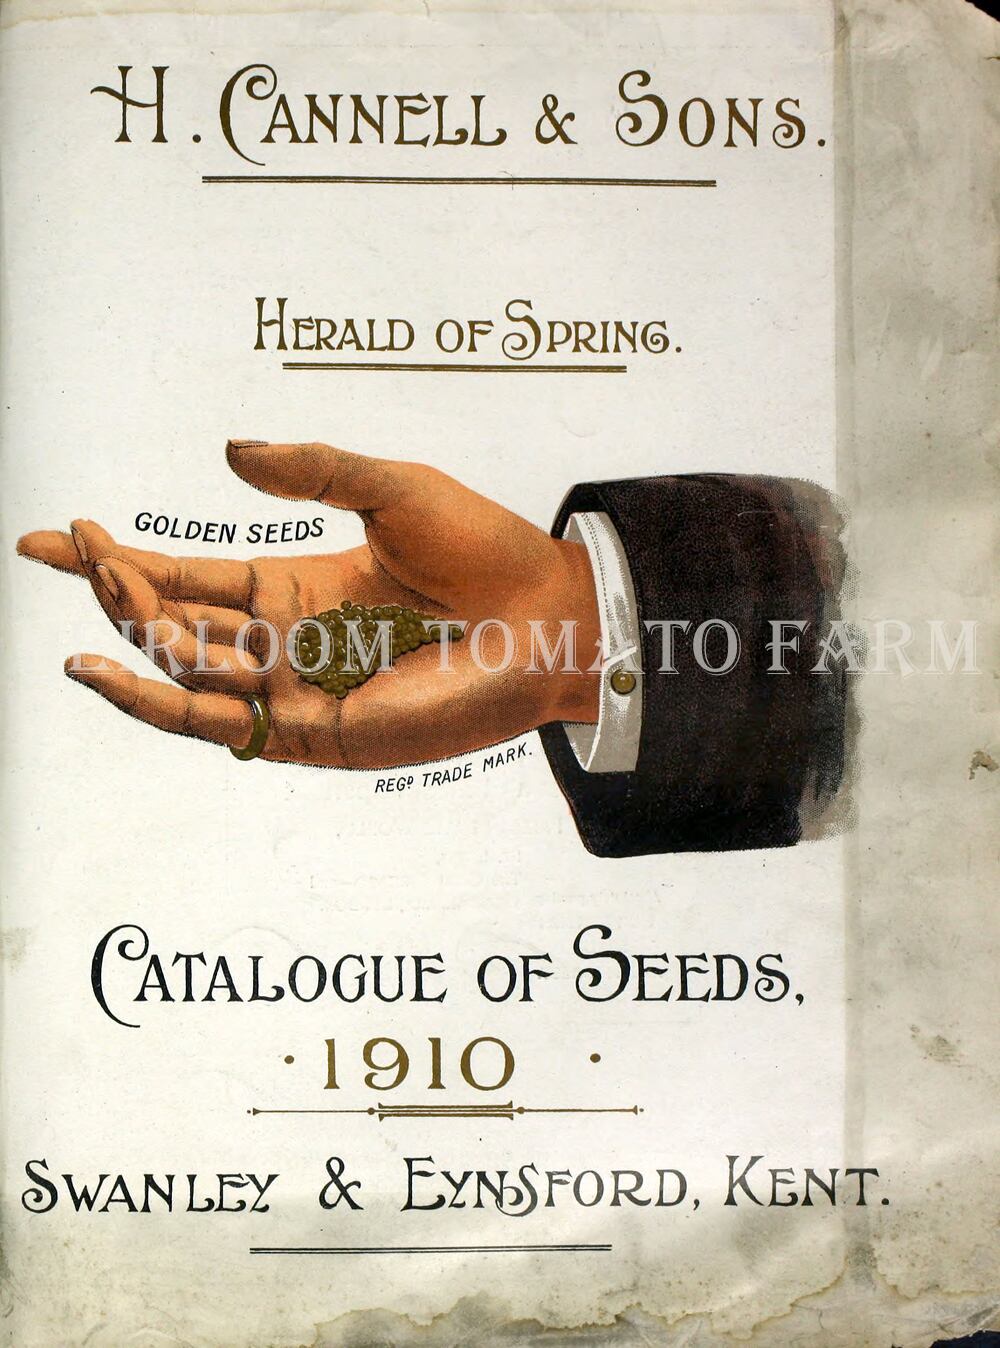 H. CANNELL & SONS.
HERALD OF SPRING.
GOLDEN SEEDS
EIRLOOM TOMATO FARM
REGD. TRADE MARK.
CATALOGUE OF SEEDS,
· 1910 ·
SWANLEY & EYNSFORD, KENT.